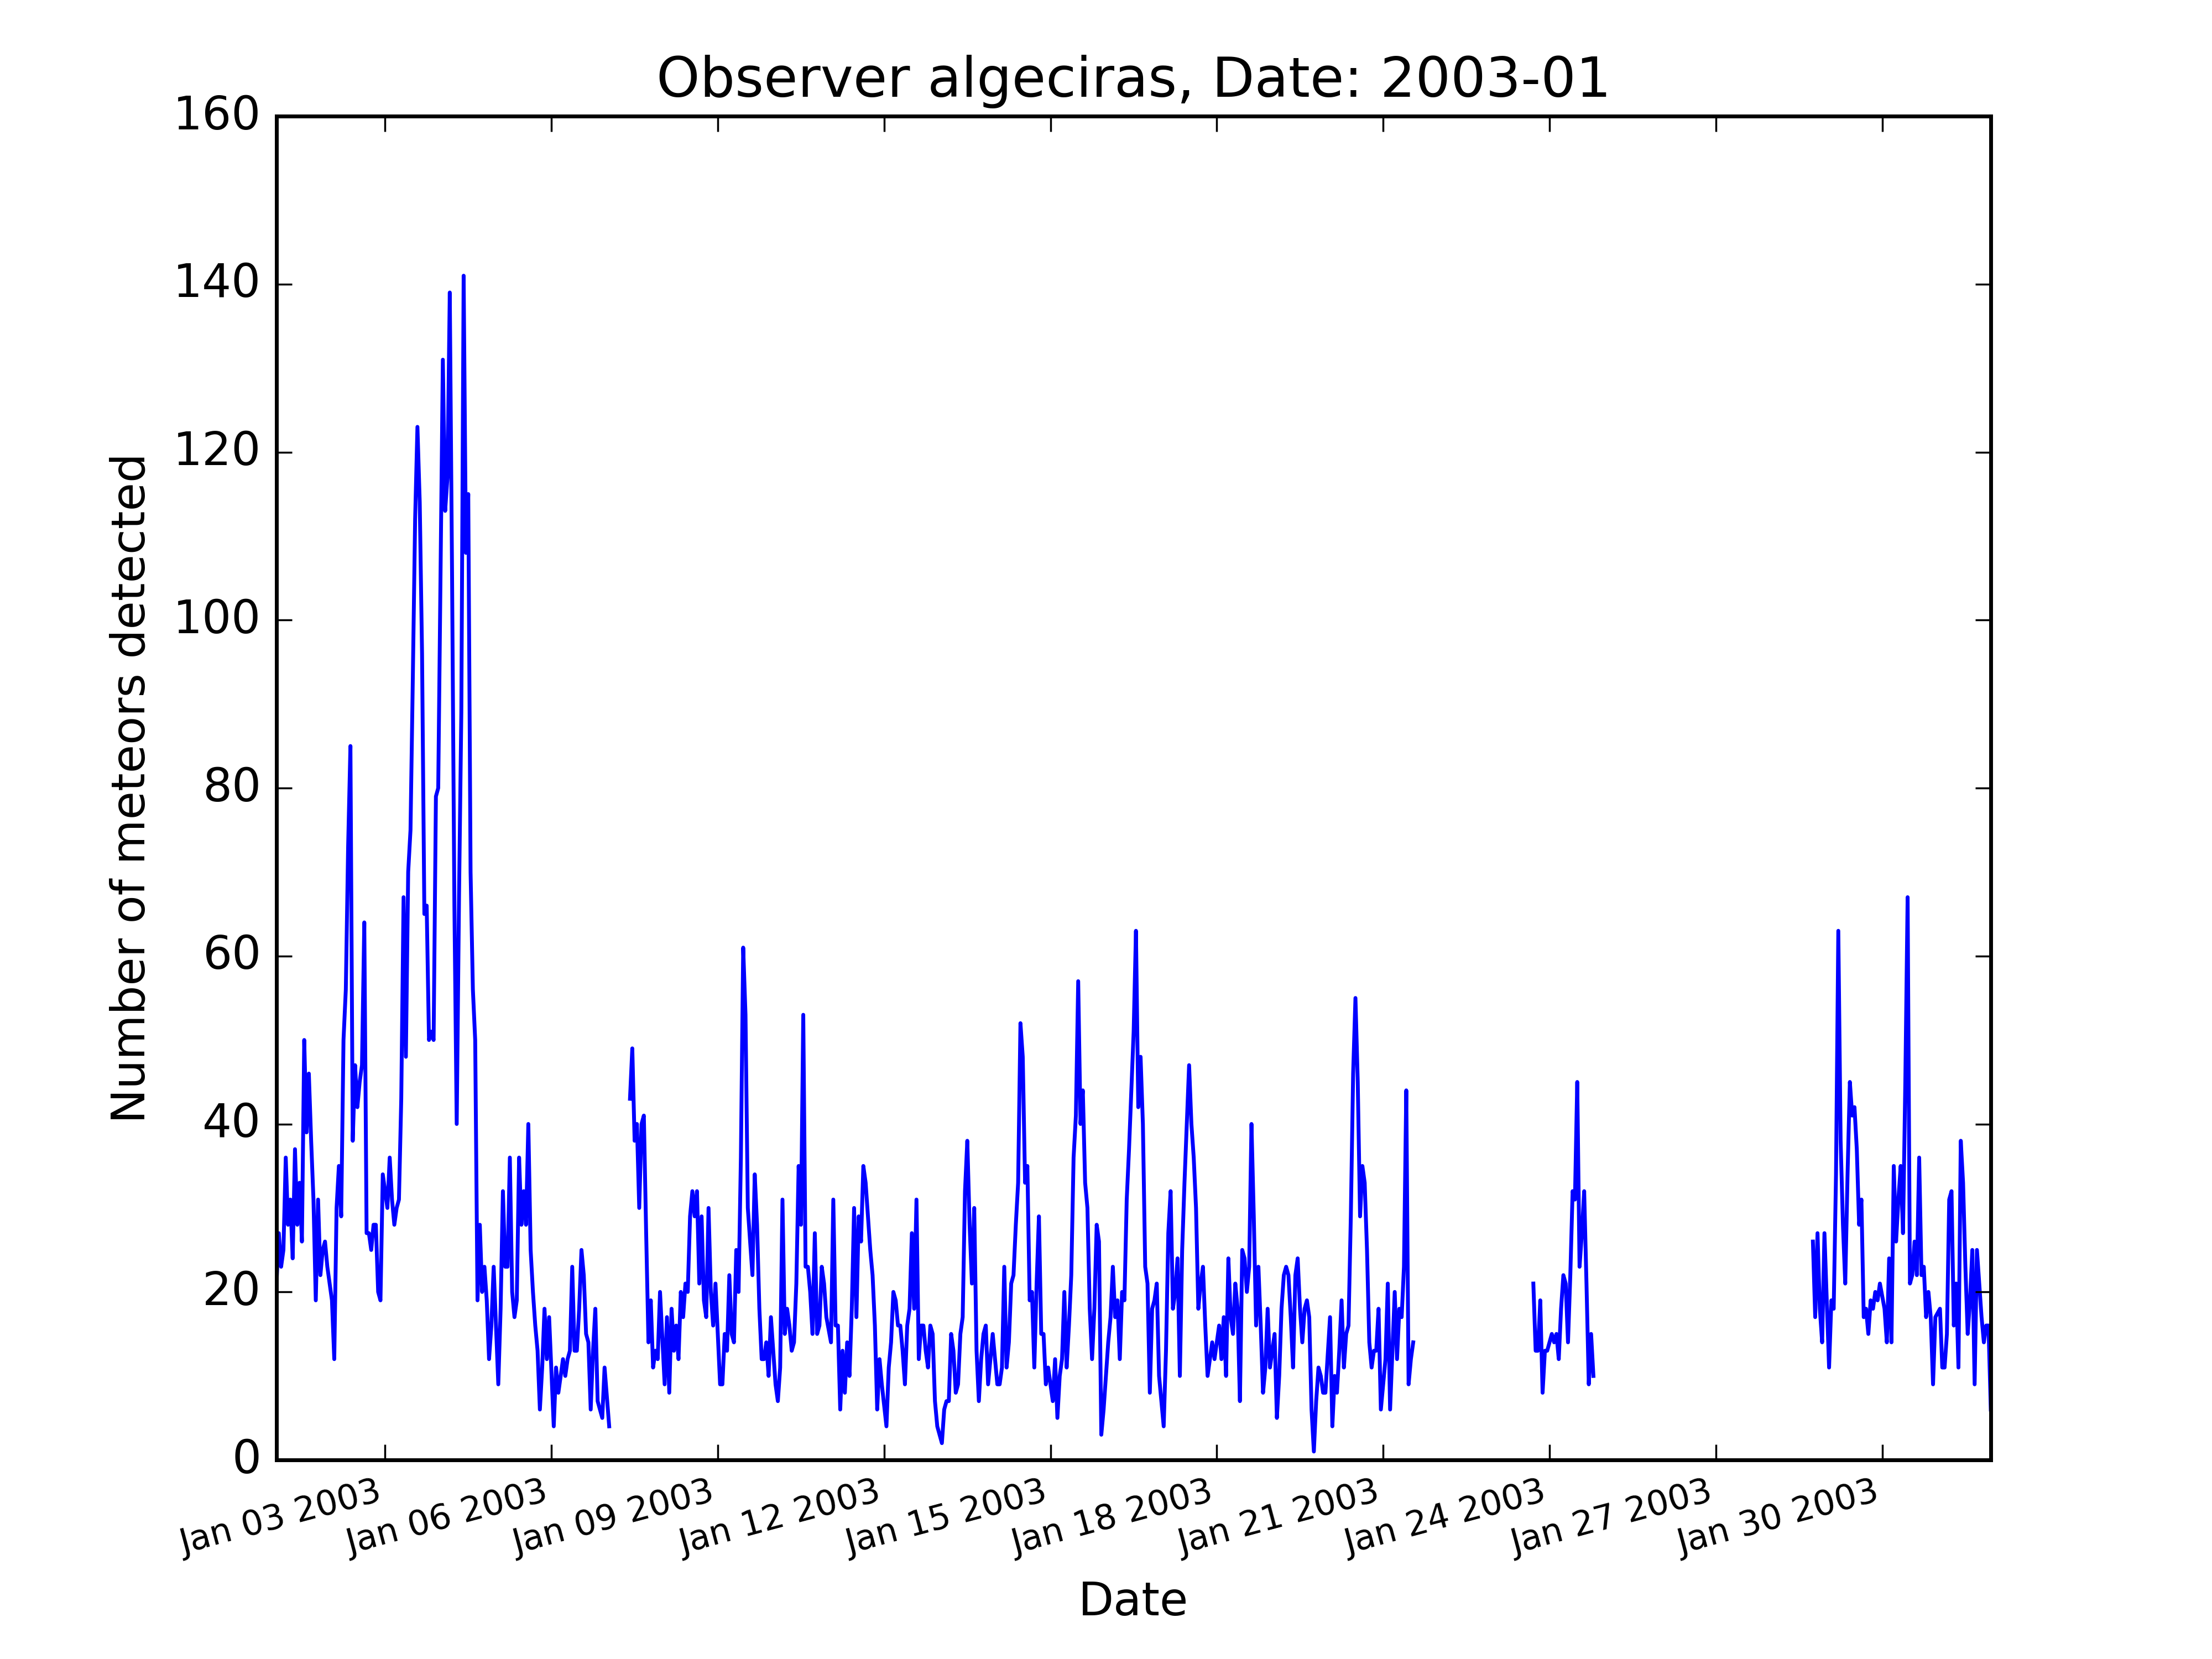 Observer algeciras, Date: 2003-01
160
140
120
100
80
60
40
20
0
Number of meteors detected
Jan 03 2003
Jan 06 2003
Jan 09 2003
Jan 12 2003
Jan 15 2003
Jan 18 2003
Jan 21 2003
Jan 24 2003
Jan 27 2003
Jan 30 2003
Date